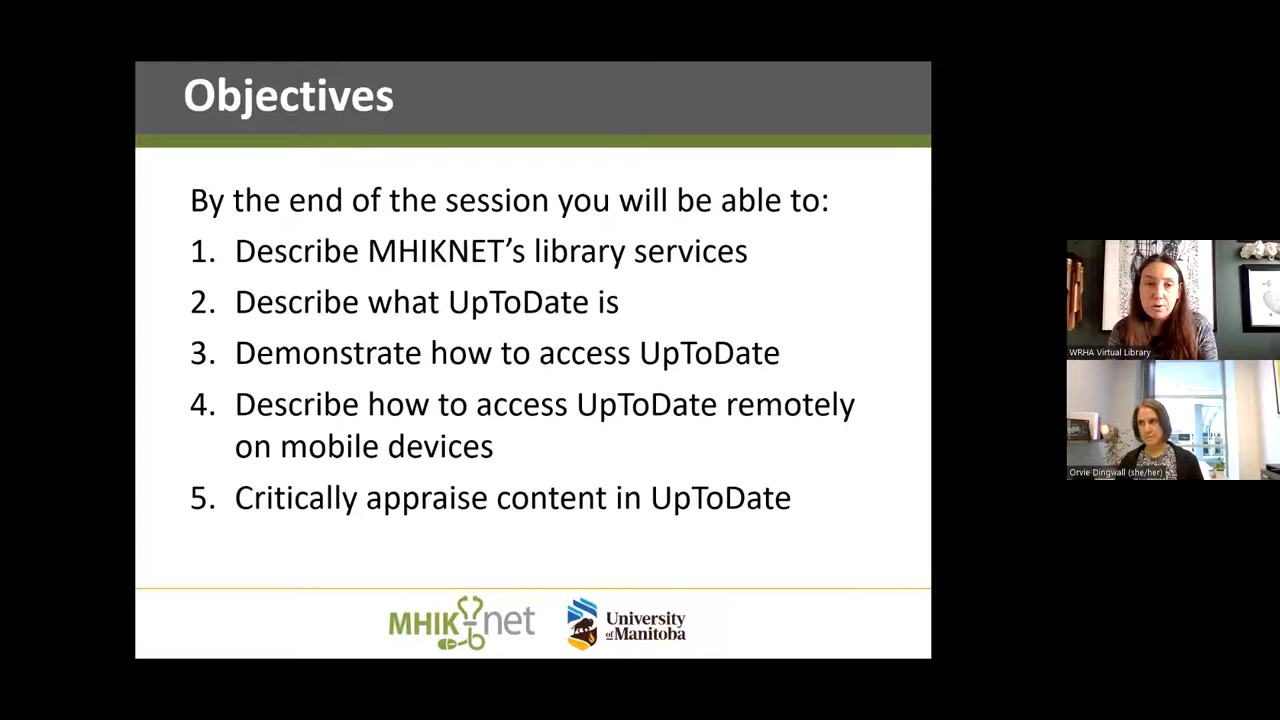 Objectives
By the end of the session you will be able to:
1. Describe MHIKNET's library services
2. Describe what UpToDate is
3. Demonstrate how to access UpToDate
4. Describe how to access UpToDate remotely
on mobile devices
5. Critically appraise content in UpToDate
MHIK-net
University
of Manitoba
WRHA Virtual Library
Orvie Dingwall (she/her)